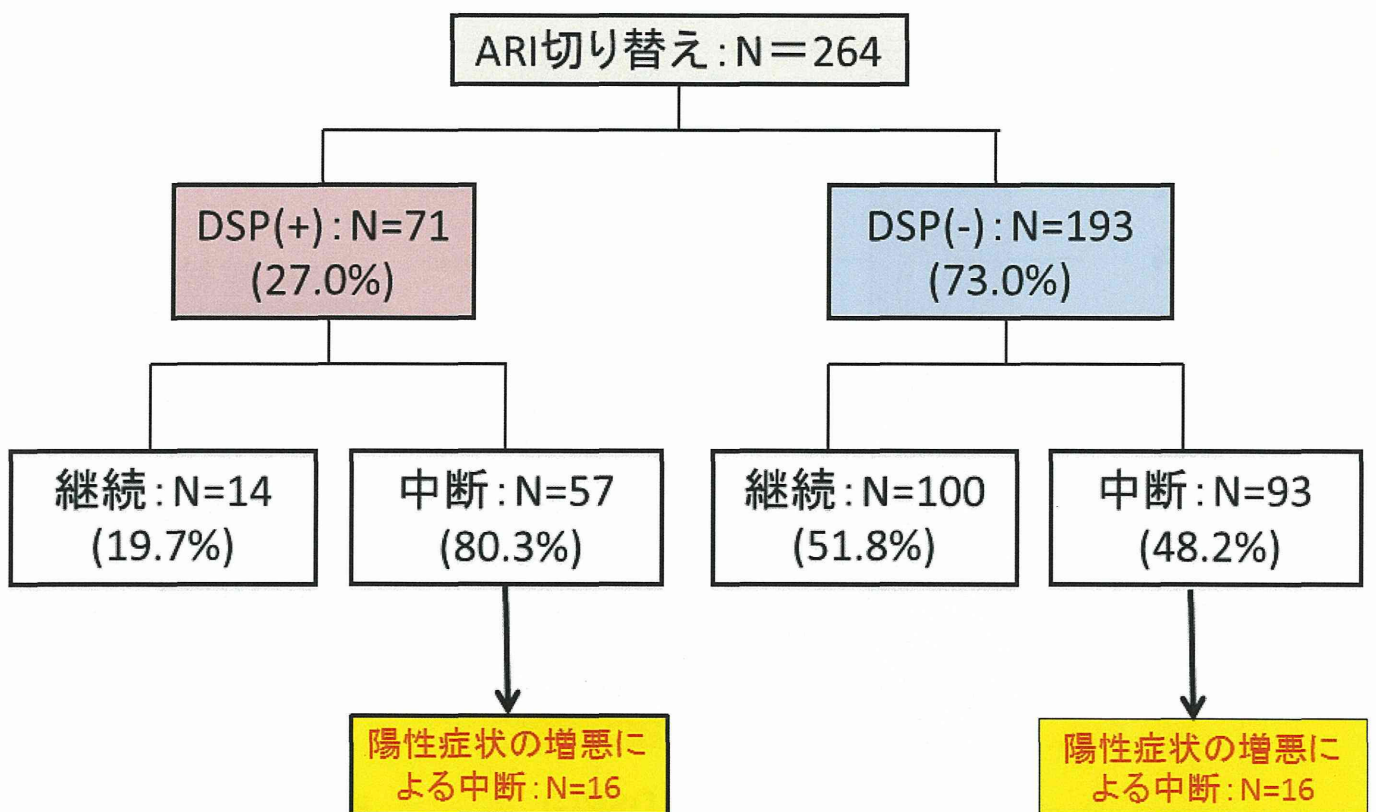 ARI切り替え:N=264
DSP(+):N=71
(27.0%)
DSP(-):N=193
(73.0%)
継続:N=14
(19.7%)
中断:N=57
(80.3%)
継続:N=100
(51.8%)
中断:N=93
(48.2%)
陽性症状の増悪に
よる中断:N=16
陽性症状の増悪に
よる中断:N=16